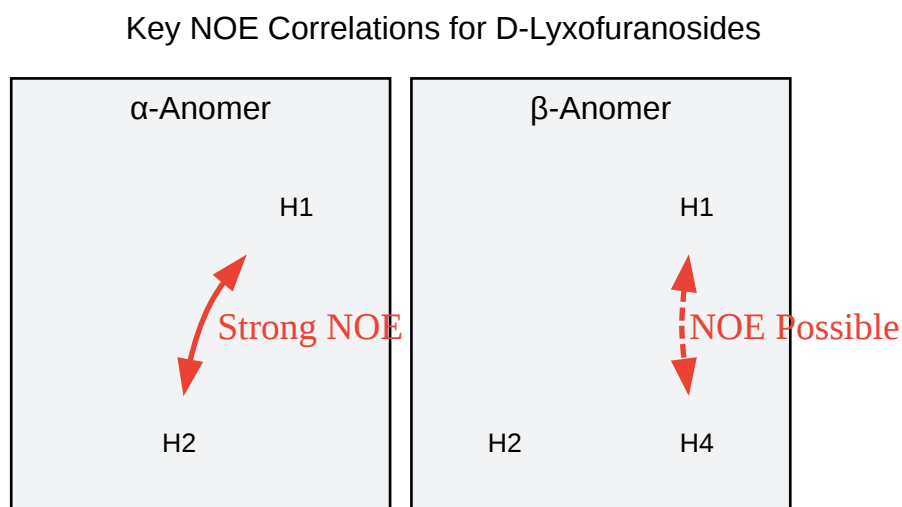 Key NOE Correlations for D-Lyxofuranosides
α-Anomer
H1
Strong NOE
H2
β-Anomer
H1
NOE Possible
H2
H4